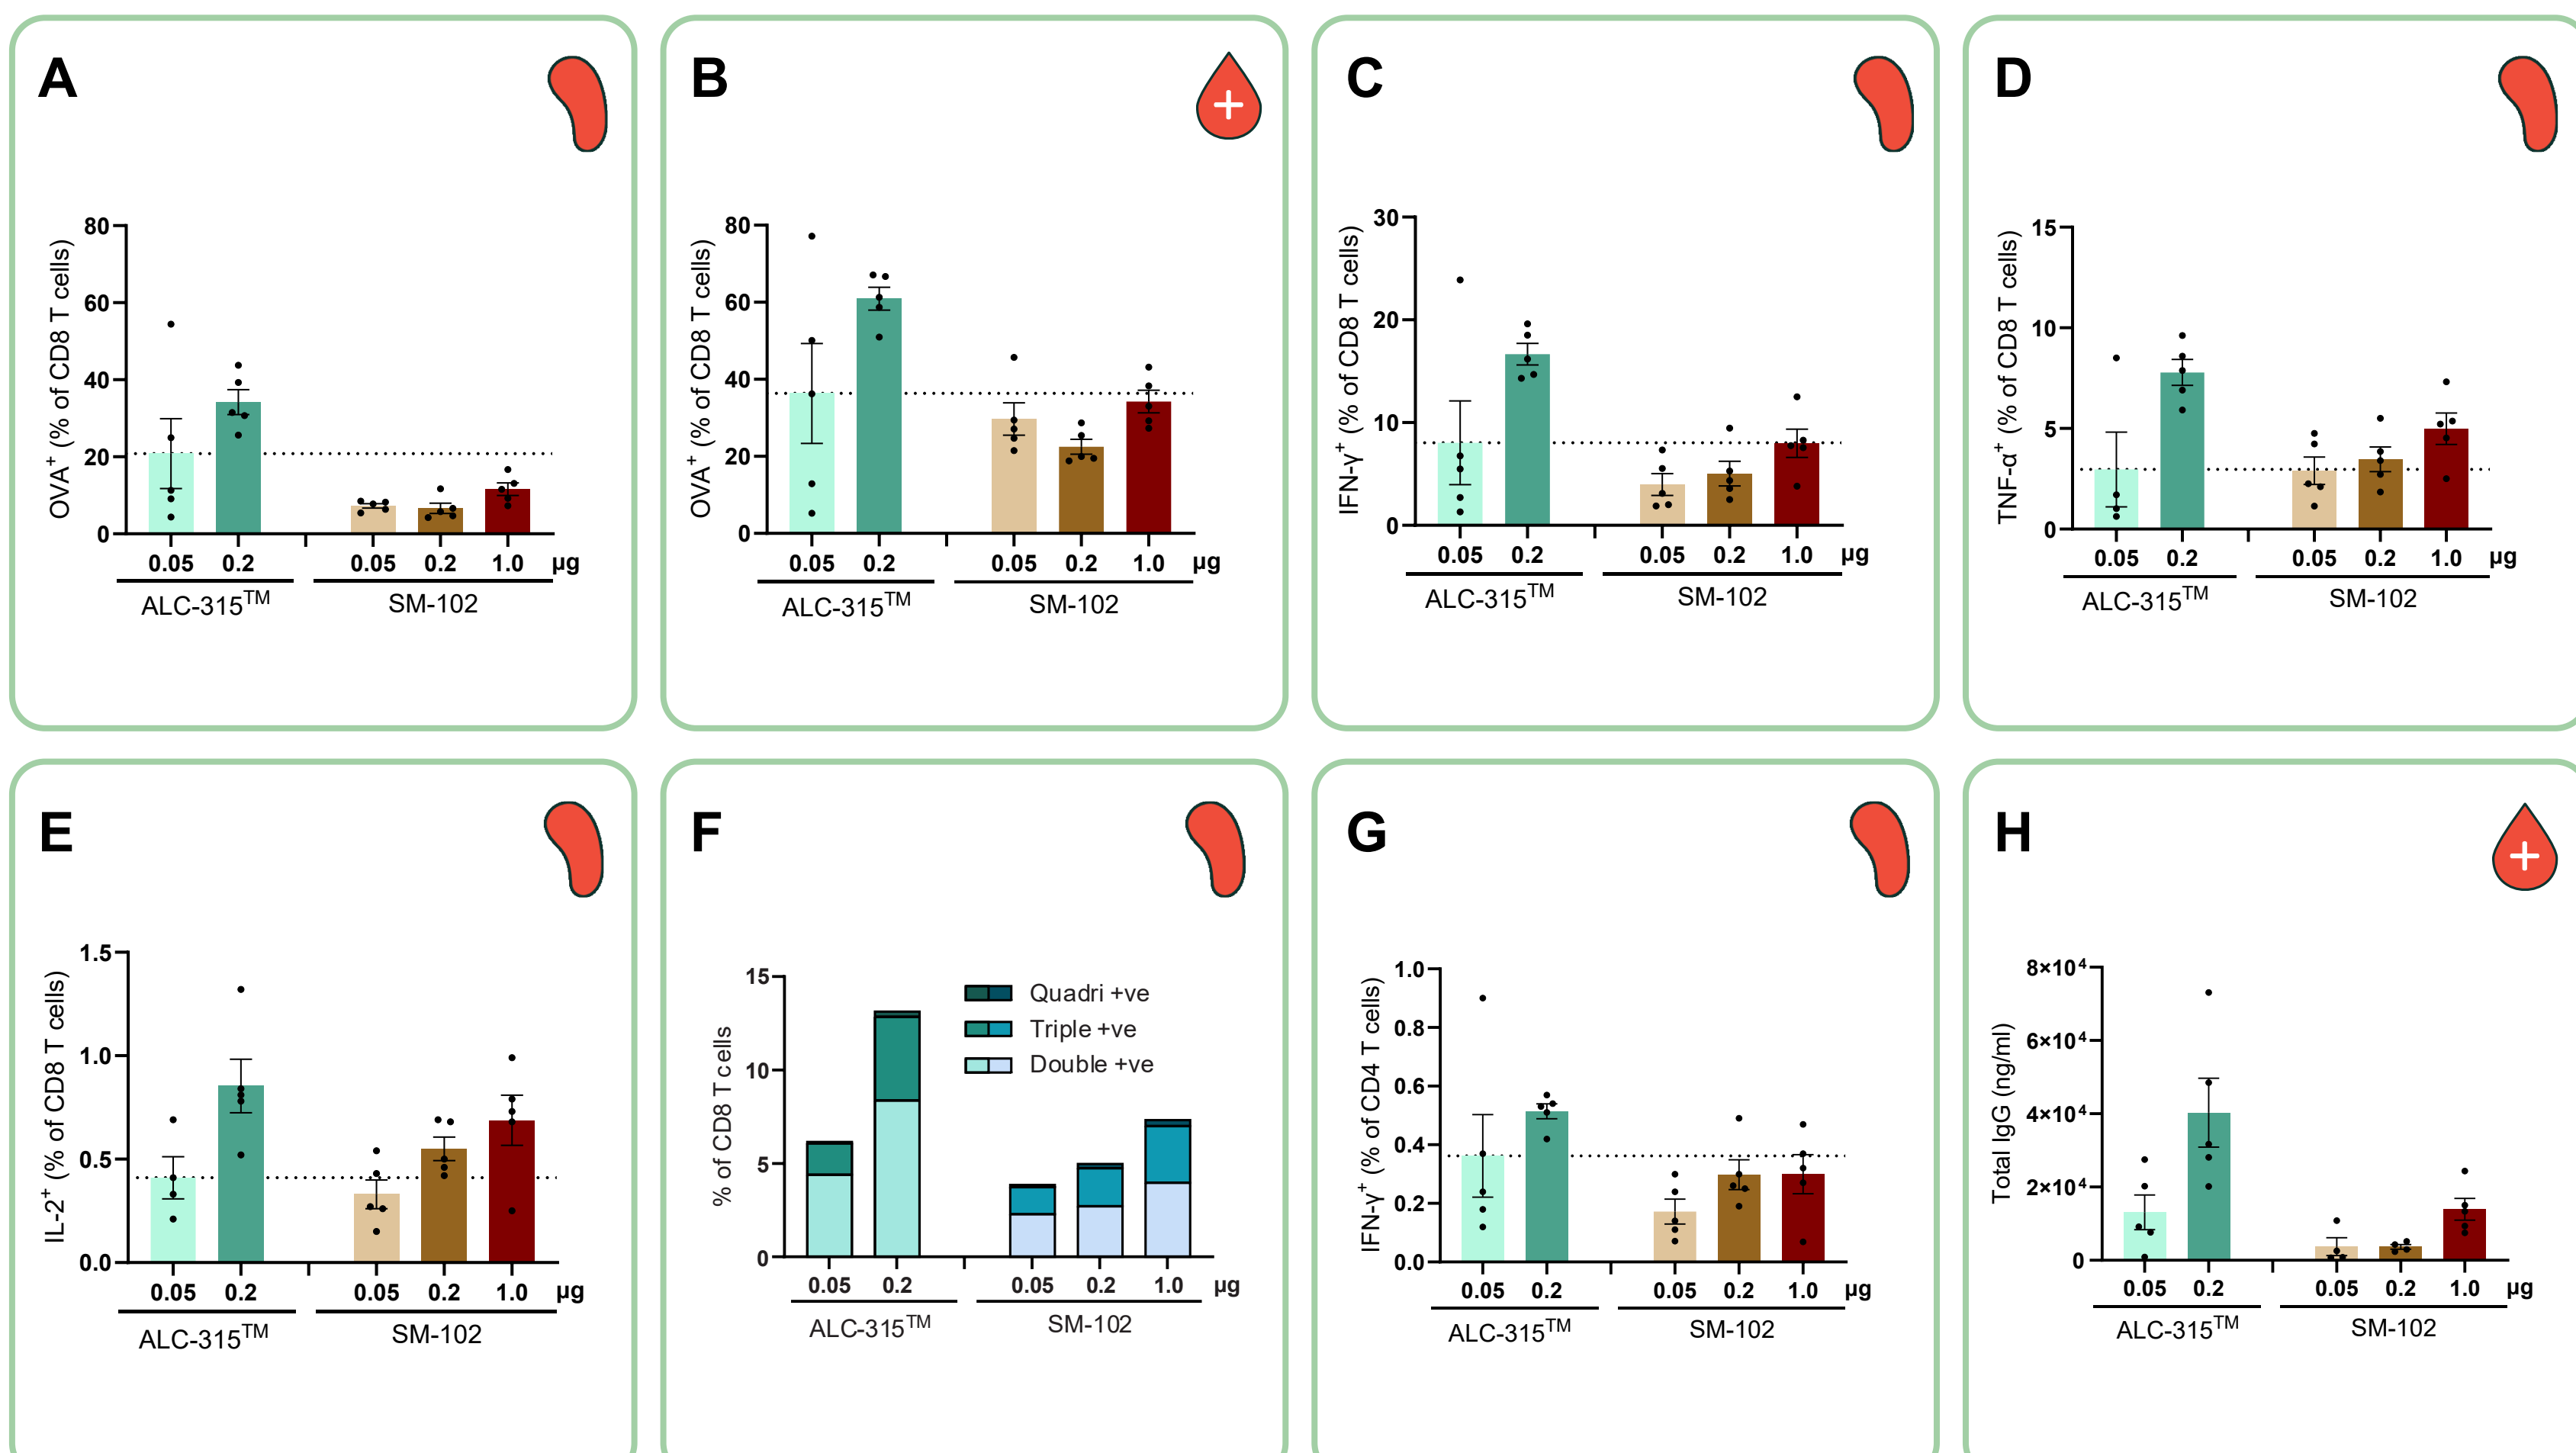 A
OVA⁺ (% of CD8 T cells)
80
60
40
20
0
0.05 0.2 0.05 0.2 1.0 µg
ALC-315™ SM-102
B
OVA⁺ (% of CD8 T cells)
80
60
40
20
0
0.05 0.2 0.05 0.2 1.0 µg
ALC-315™ SM-102
C
IFN-γ⁺ (% of CD8 T cells)
30
20
10
0
0.05 0.2 0.05 0.2 1.0 µg
ALC-315™ SM-102
D
TNF-α⁺ (% of CD8 T cells)
15
10
5
0
0.05 0.2 0.05 0.2 1.0 µg
ALC-315™ SM-102
E
IL-2⁺ (% of CD8 T cells)
1.5
1.0
0.5
0.0
0.05 0.2 0.05 0.2 1.0 µg
ALC-315™ SM-102
F
% of CD8 T cells
15
10
5
0
Quadri +ve
Triple +ve
Double +ve
0.05 0.2 0.05 0.2 1.0 µg
ALC-315™ SM-102
G
IFN-γ⁺ (% of CD4 T cells)
1.0
0.8
0.6
0.4
0.2
0.0
0.05 0.2 0.05 0.2 1.0 µg
ALC-315™ SM-102
H
Total IgG (ng/ml)
8×10⁴
6×10⁴
4×10⁴
2×10⁴
0
0.05 0.2 0.05 0.2 1.0 µg
ALC-315™ SM-102